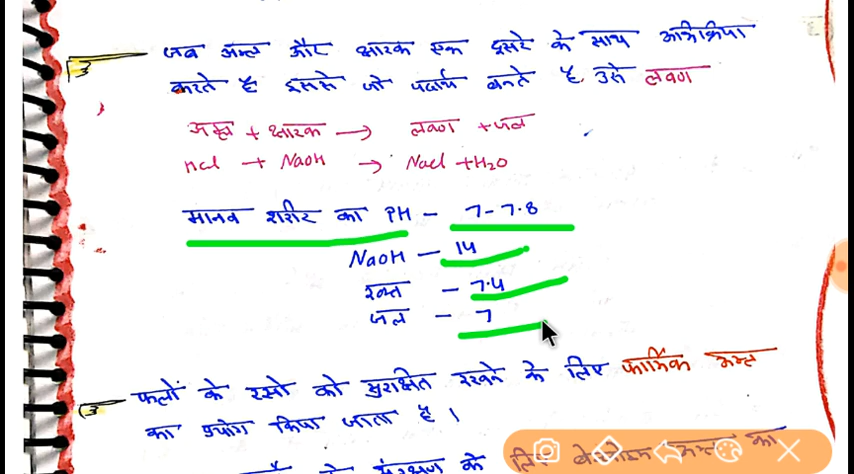 जब अम्ल और क्षारक एक दूसरे के साथ अभिक्रिया
करते है इससे जो पदार्थ बनते है उसे लवण
अम्ल + क्षारक → लवण + जल
HCl + NaOH → NaCl + H2O
मानव शरीर का PH - 7-7.8
NaOH - 14
रक्त - 7.4
जल - 7
फलों के रसो को सुरक्षित रखने के लिए फार्मिक अम्ल
का प्रयोग किया जाता है ।
के लिए का